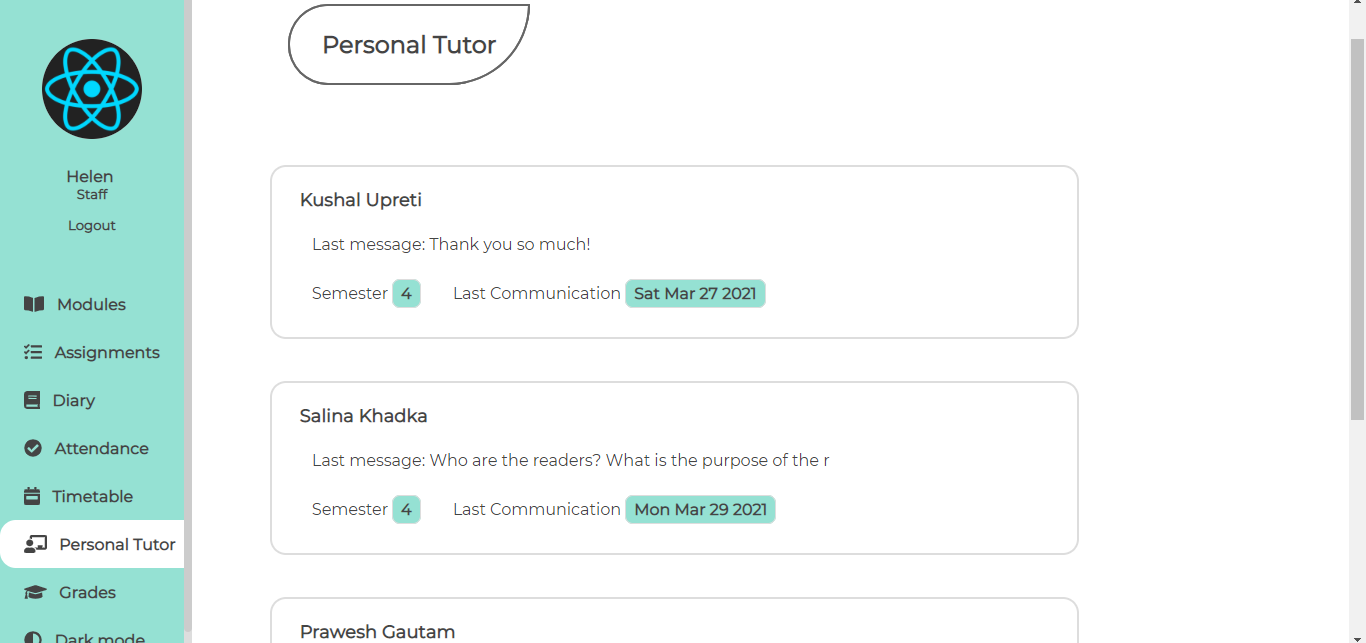 Helen
Staff
Logout
Modules
Assignments
Diary
Attendance
Timetable
Personal Tutor
Grades
Dark mode
Personal Tutor
Kushal Upreti
Last message: Thank you so much!
Semester 4 Last Communication Sat Mar 27 2021
Salina Khadka
Last message: Who are the readers? What is the purpose of the r
Semester 4 Last Communication Mon Mar 29 2021
Prawesh Gautam